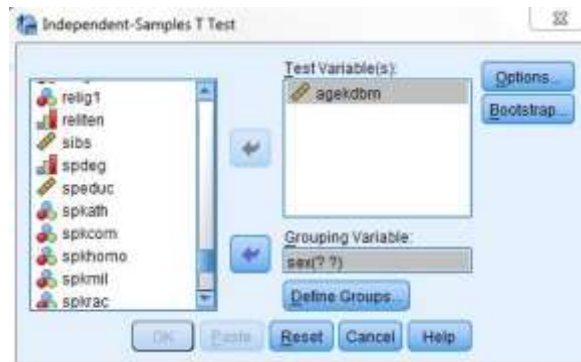 Independent-Samples T Test
relig1
reliten
sibs
spdeg
speduc
spkath
spkcom
spkhomo
spkmil
spkrac
Test Variable(s):
agekdbrn
Grouping Variable:
sex(? ?)
Define Groups...
Options...
Bootstrap...
OK
Paste
Reset
Cancel
Help